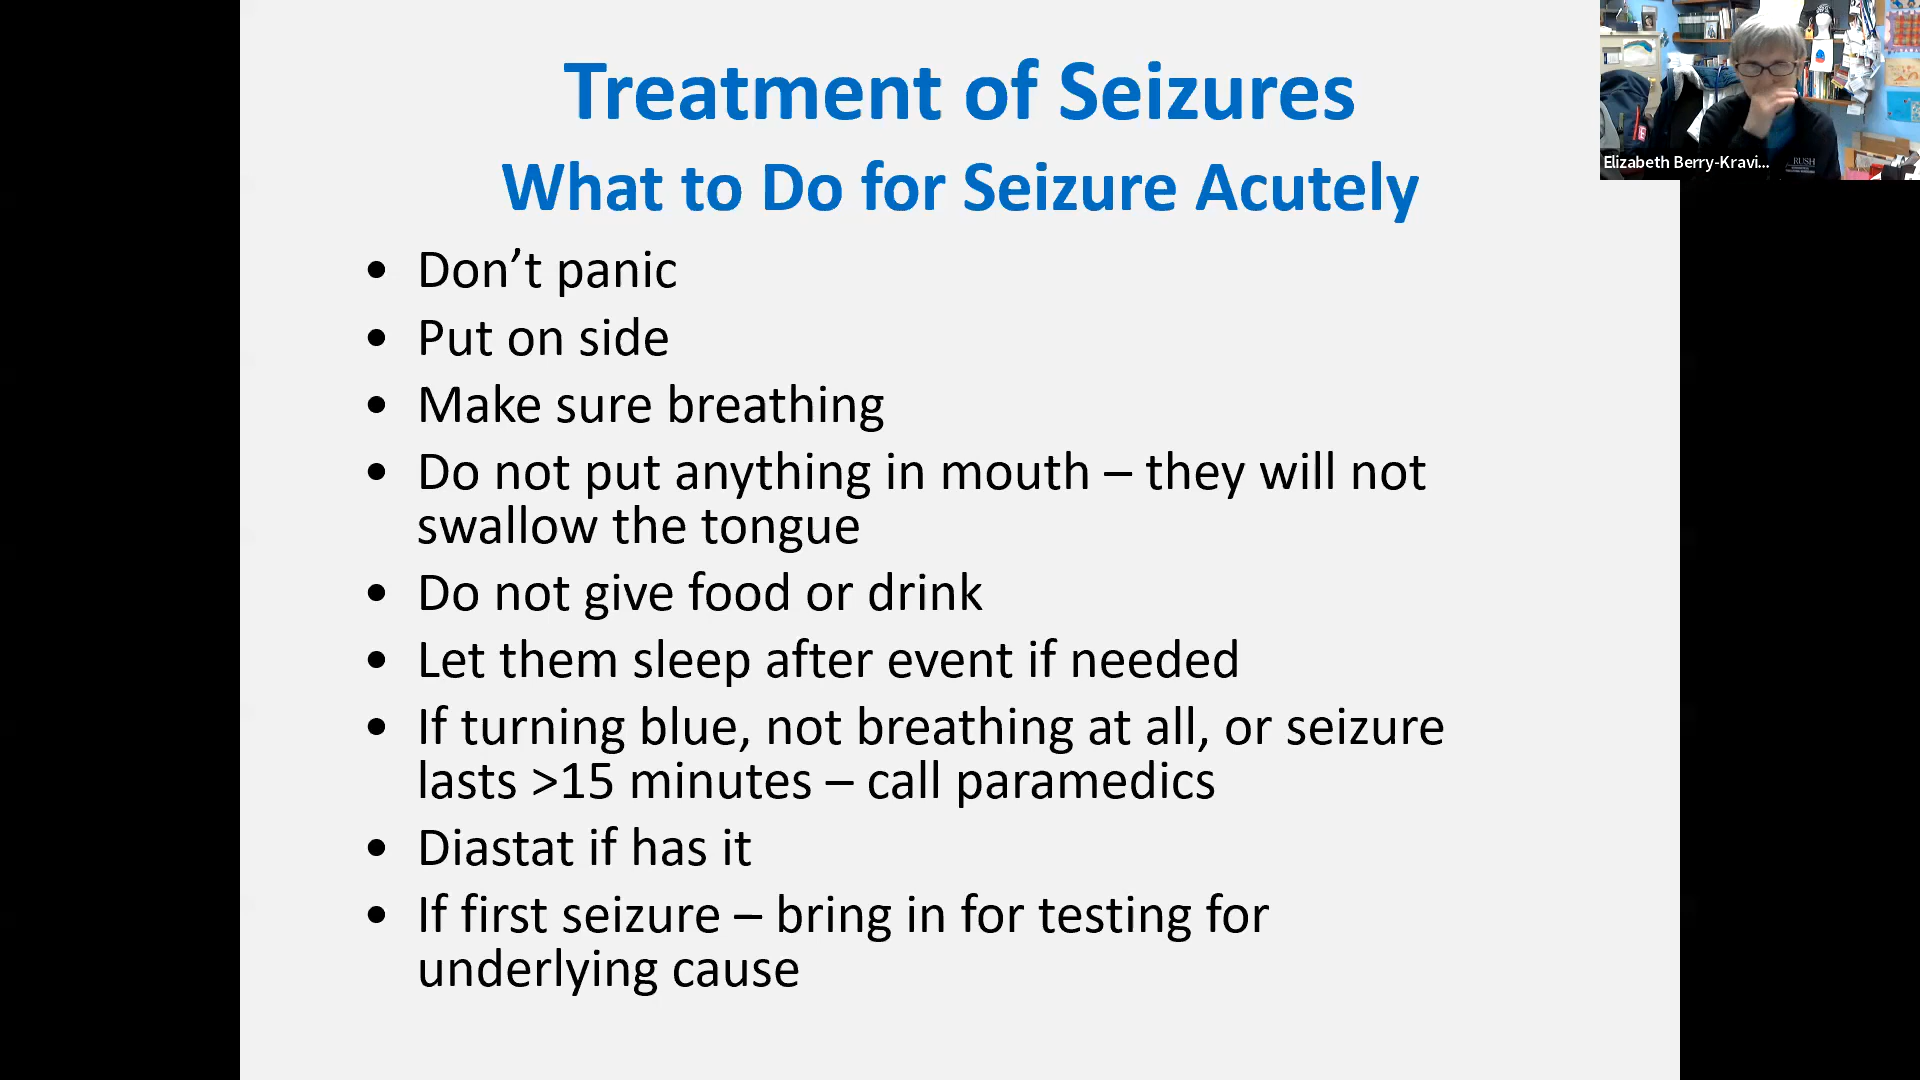 Treatment of Seizures
What to Do for Seizure Acutely
• Don’t panic
• Put on side
• Make sure breathing
• Do not put anything in mouth – they will not
swallow the tongue
• Do not give food or drink
• Let them sleep after event if needed
• If turning blue, not breathing at all, or seizure
lasts >15 minutes – call paramedics
• Diastat if has it
• If first seizure – bring in for testing for
underlying cause
Elizabeth Berry-Kravi...
RUSH